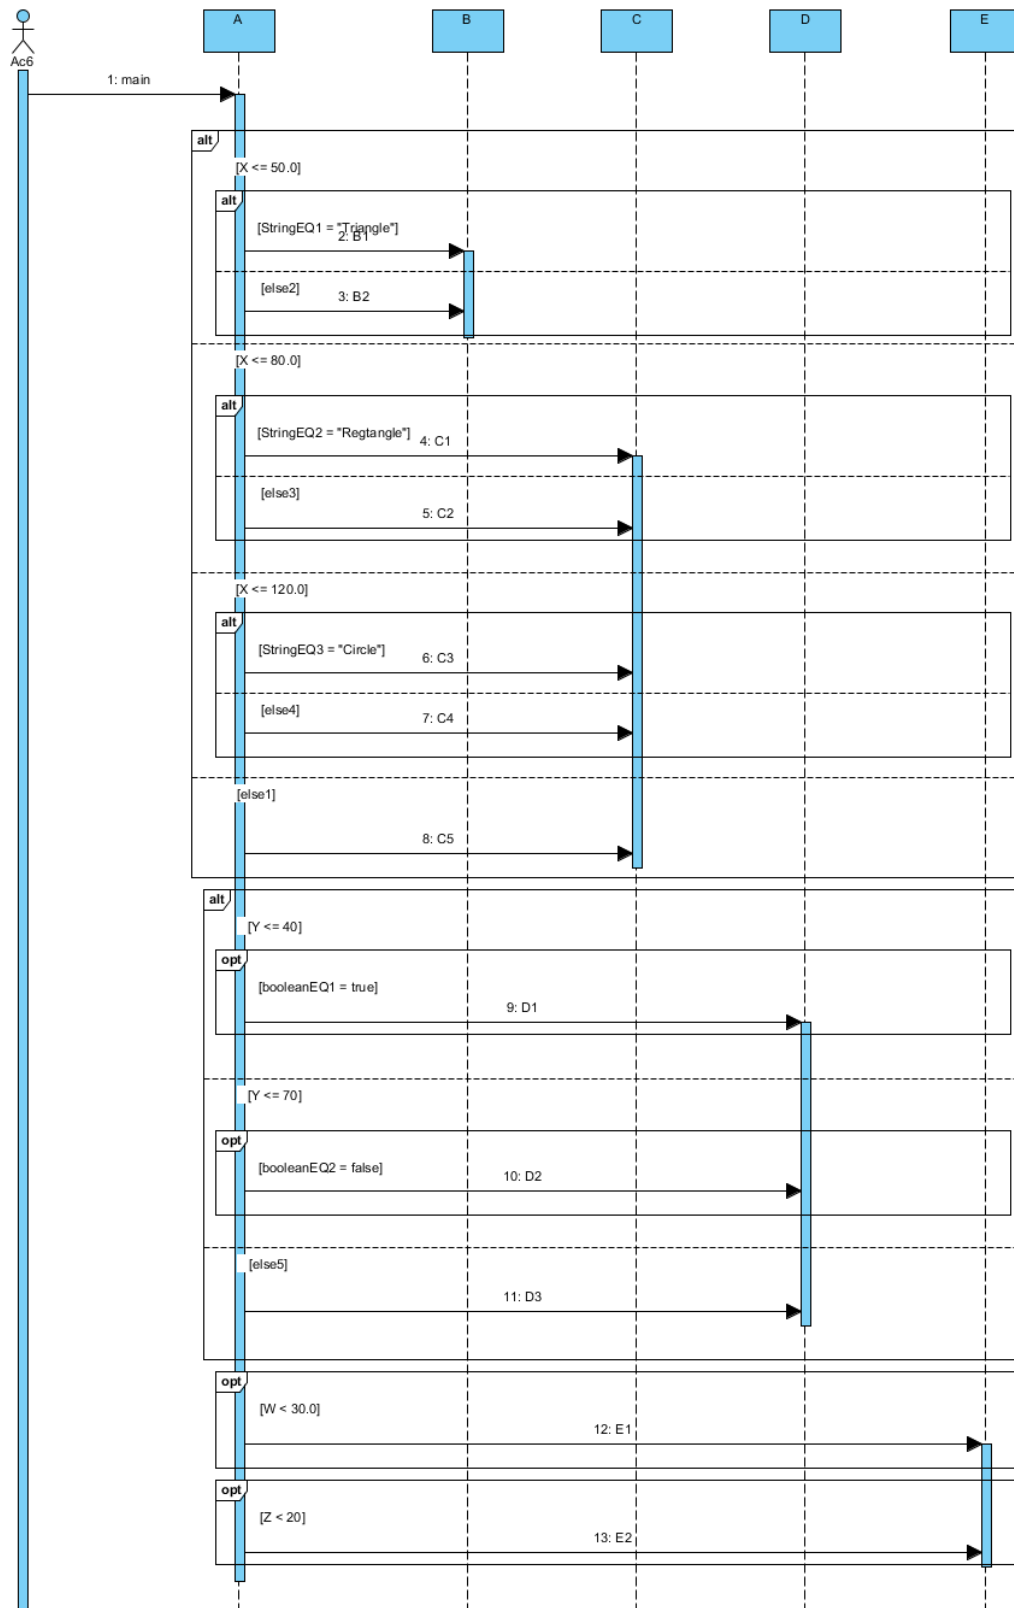 A
B
C
D
E
Ac6
1: main
alt
[X <= 50.0]
alt
[StringEQ1 = "Triangle"]
2: B1
[else2]
3: B2
[X <= 80.0]
alt
[StringEQ2 = "Regtangle"]
4: C1
[else3]
5: C2
[X <= 120.0]
alt
[StringEQ3 = "Circle"]
6: C3
[else4]
7: C4
[else1]
8: C5
alt
[Y <= 40]
opt
[booleanEQ1 = true]
9: D1
[Y <= 70]
opt
[booleanEQ2 = false]
10: D2
[else5]
11: D3
opt
[W < 30.0]
12: E1
opt
[Z < 20]
13: E2